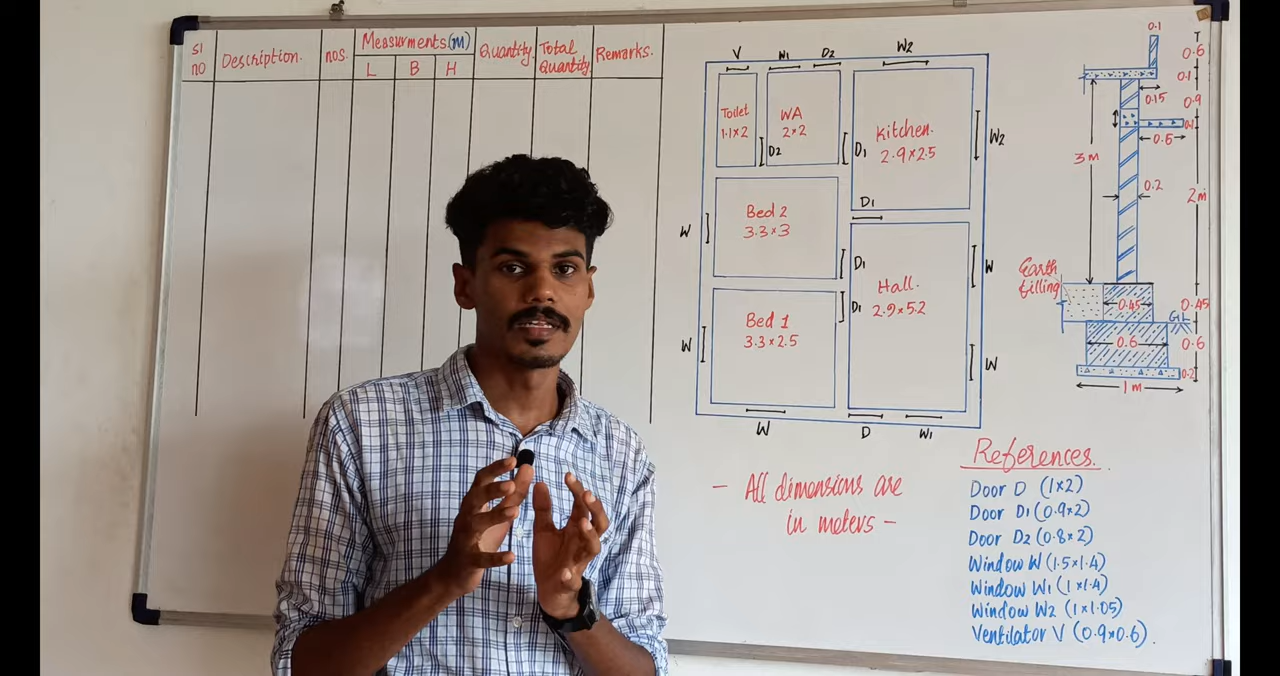 Sl no
Description.
nos.
Measurments (m)
L
B
H
Quantity
Total Quantity
Remarks.
V
W1
D2
W2
Toilet
1.1×2
WA
2×2
Kitchen.
2.9×2.5
D2
D1
W2
D1
Bed 2
3.3×3
W
D1
Hall.
2.9×5.2
W
Bed 1
3.3×2.5
D1
W
W
W
D
W1
0.1
T
0.6
0.1
0.15
0.9
0.6
3m
0.2
2m
Earth
filling
0.45
0.45
GL
0.6
0.6
0.2
1m
- All dimensions are
in meters -
References.
Door D (1×2)
Door D1 (0.9×2)
Door D2 (0.8×2)
Window W (1.5×1.4)
Window W1 (1×1.4)
Window W2 (1×1.05)
Ventilator V (0.9×0.6).